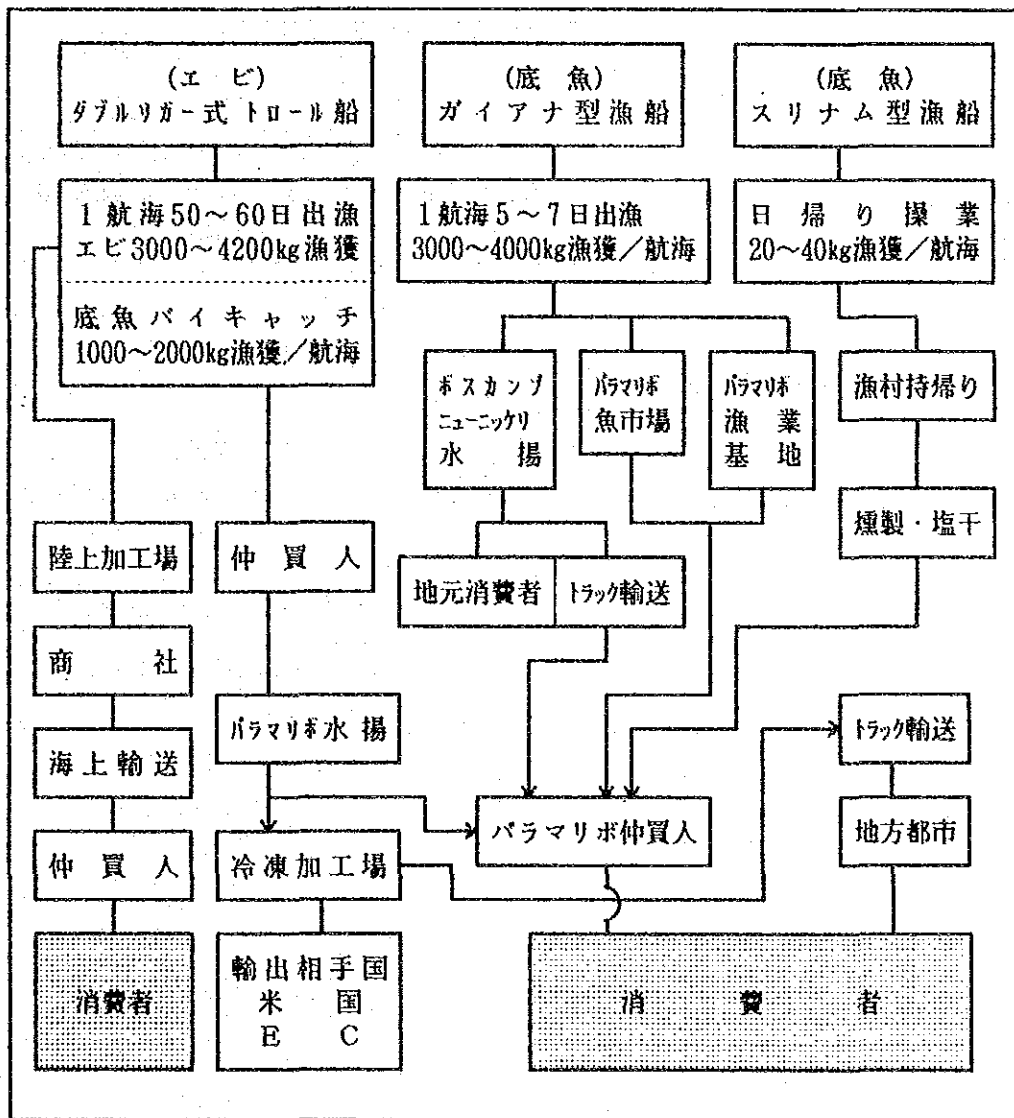 (エビ)
ダブルリガー式トロール船
(底魚)
ガイアナ型漁船
(底魚)
スリナム型漁船
1航海50～60日出漁
エビ3000～4200kg漁獲
底魚バイキャッチ
1000～2000kg漁獲／航海
1航海5～7日出漁
3000～4000kg漁獲／航海
日帰り操業
20～40kg漁獲／航海
ボスカンプ
ニューニッケリ
水揚
パラマリボ
魚市場
パラマリボ
漁業
基地
漁村持帰り
陸上加工場
仲買人
地元消費者
トラック輸送
燻製・塩干
商社
パラマリボ水揚
トラック輸送
海上輸送
パラマリボ仲買人
地方都市
仲買人
冷凍加工場
消費者
輸出相手国
米国
EC
消費者